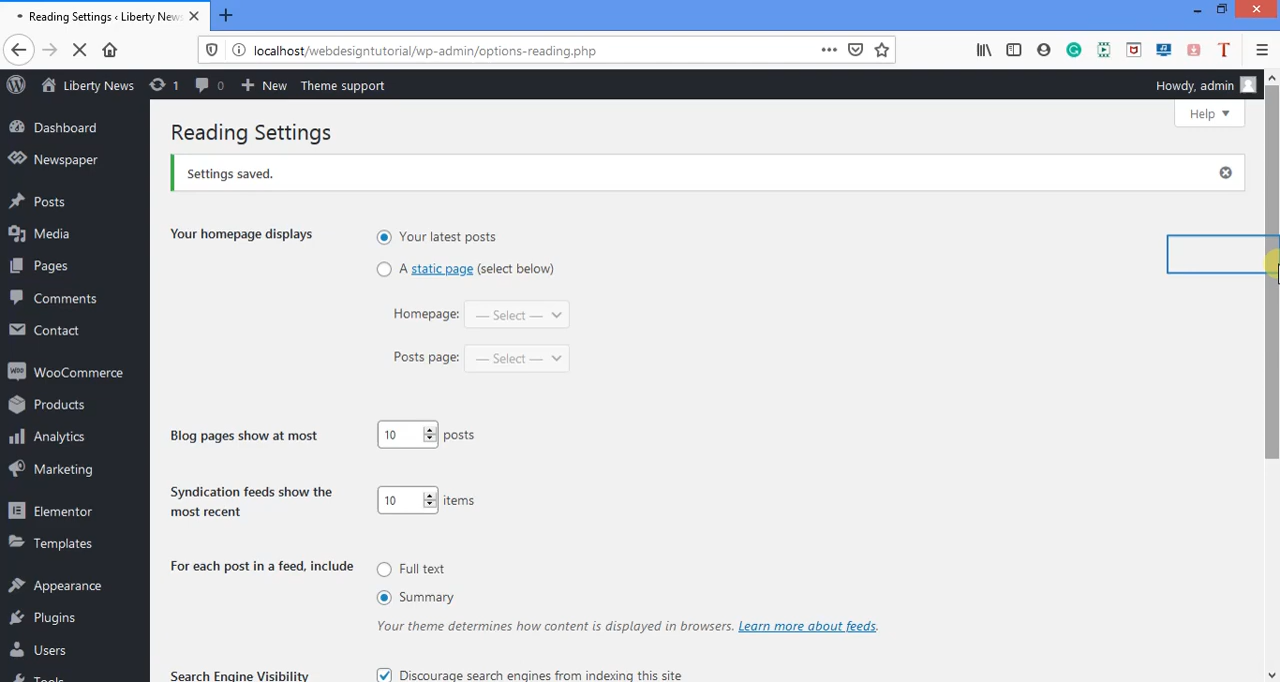 Reading Settings ‹ Liberty News
localhost/webdesigntutorial/wp-admin/options-reading.php
Liberty News 1 0 New Theme support Howdy, admin
Help
Dashboard
Newspaper
Posts
Media
Pages
Comments
Contact
WooCommerce
Products
Analytics
Marketing
Elementor
Templates
Appearance
Plugins
Users
Tools
Reading Settings
Settings saved.
Your homepage displays
Your latest posts
A static page (select below)
Homepage: — Select —
Posts page: — Select —
Blog pages show at most 10 posts
Syndication feeds show the
most recent
10 items
For each post in a feed, include
Full text
Summary
Your theme determines how content is displayed in browsers. Learn more about feeds.
Search Engine Visibility
Discourage search engines from indexing this site